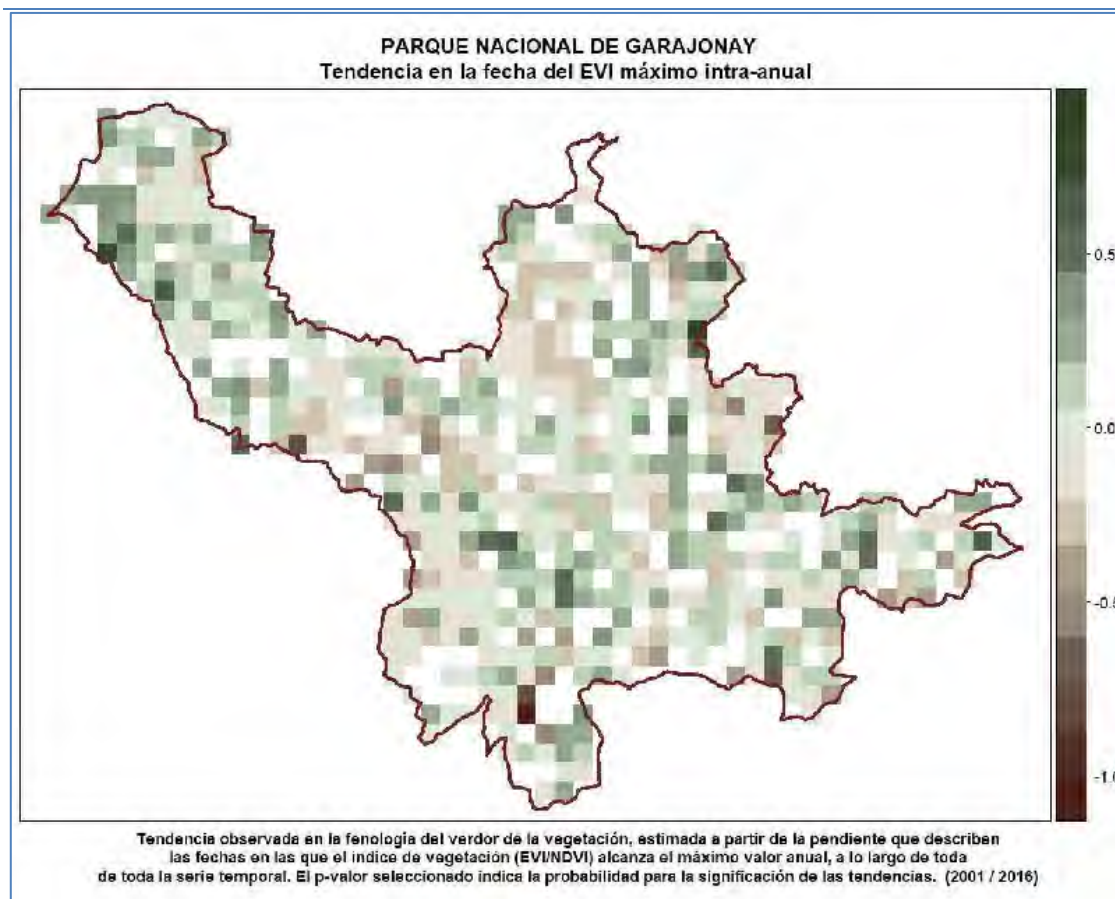 PARQUE NACIONAL DE GARAJONAY
Tendencia en la fecha del EVI máximo intra-anual
0.5
0.0
-0.5
-1.0
Tendencia observada en la fenología del verdor de la vegetación, estimada a partir de la pendiente que describen
las fechas en las que el índice de vegetación (EVI/NDVI) alcanza el máximo valor anual, a lo largo de toda
de toda la serie temporal. El p-valor seleccionado indica la probabilidad para la significación de las tendencias. (2001 / 2016)